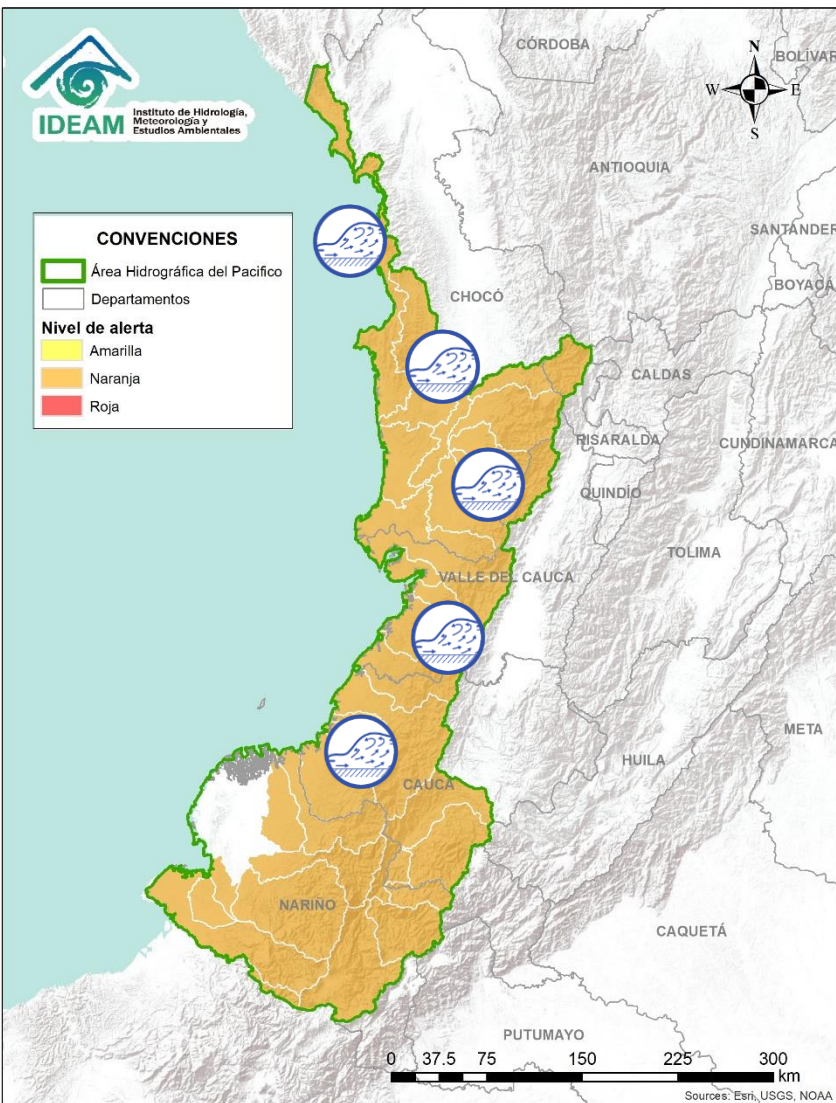 IDEAM
Instituto de Hidrología,
Meteorología y
Estudios Ambientales
CÓRDOBA
BOLÍVAR
N
W
E
S
ANTIOQUIA
SANTANDER
BOYACÁ
CONVENCIONES
Área Hidrográfica del Pacifico
Departamentos
Nivel de alerta
Amarilla
Naranja
Roja
CHOCÓ
CALDAS
RISARALDA
CUNDINAMARCA
QUINDÍO
TOLIMA
VALLE DEL CAUCA
META
HUILA
CAUCA
NARIÑO
CAQUETÁ
PUTUMAYO
0 37.5 75 150 225 300
km
Sources: Esri, USGS, NOAA